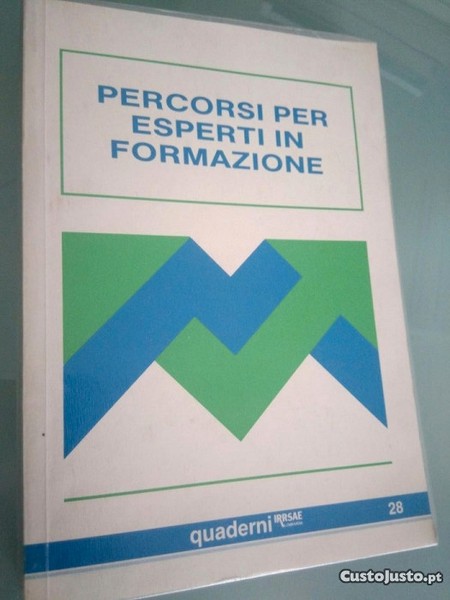 PERCORSI PER
ESPERTI IN
FORMAZIONE
quaderni IRRSAE
28
CustoJusto.pt